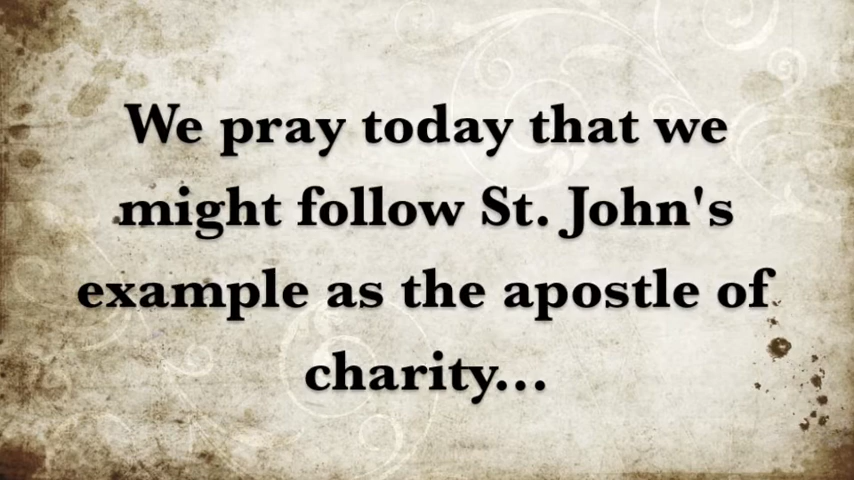 We pray today that we
might follow St. John's
example as the apostle of
charity...